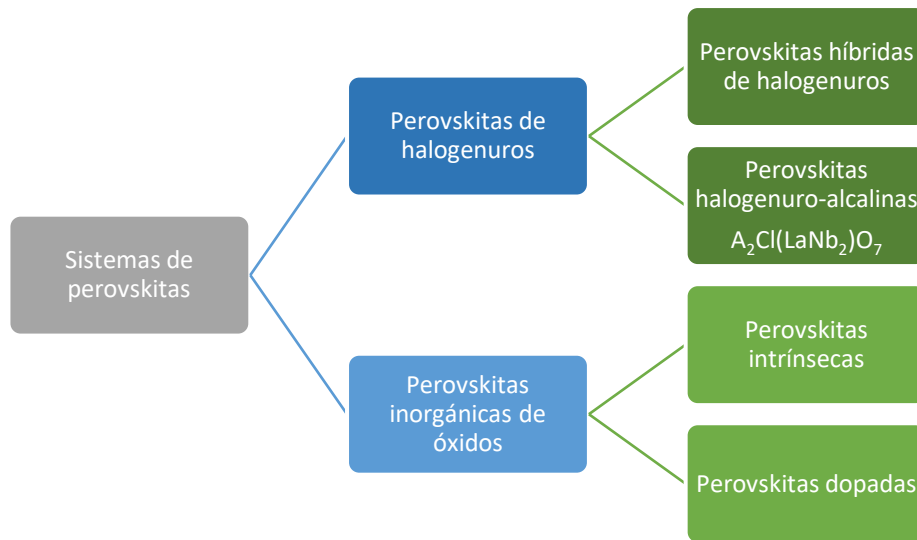 Sistemas de
perovskitas
Perovskitas de
halogenuros
Perovskitas híbridas
de halogenuros
Perovskitas
halogenuro-alcalinas
A₂Cl(LaNb₂)O₇
Perovskitas
inorgánicas de
óxidos
Perovskitas
intrínsecas
Perovskitas dopadas